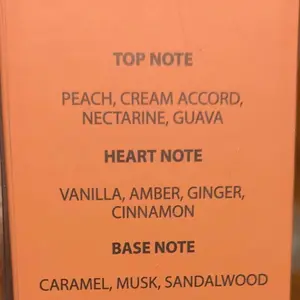 TOP NOTE
PEACH, CREAM ACCORD,
NECTARINE, GUAVA
HEART NOTE
VANILLA, AMBER, GINGER,
CINNAMON
BASE NOTE
CARAMEL, MUSK, SANDALWOOD